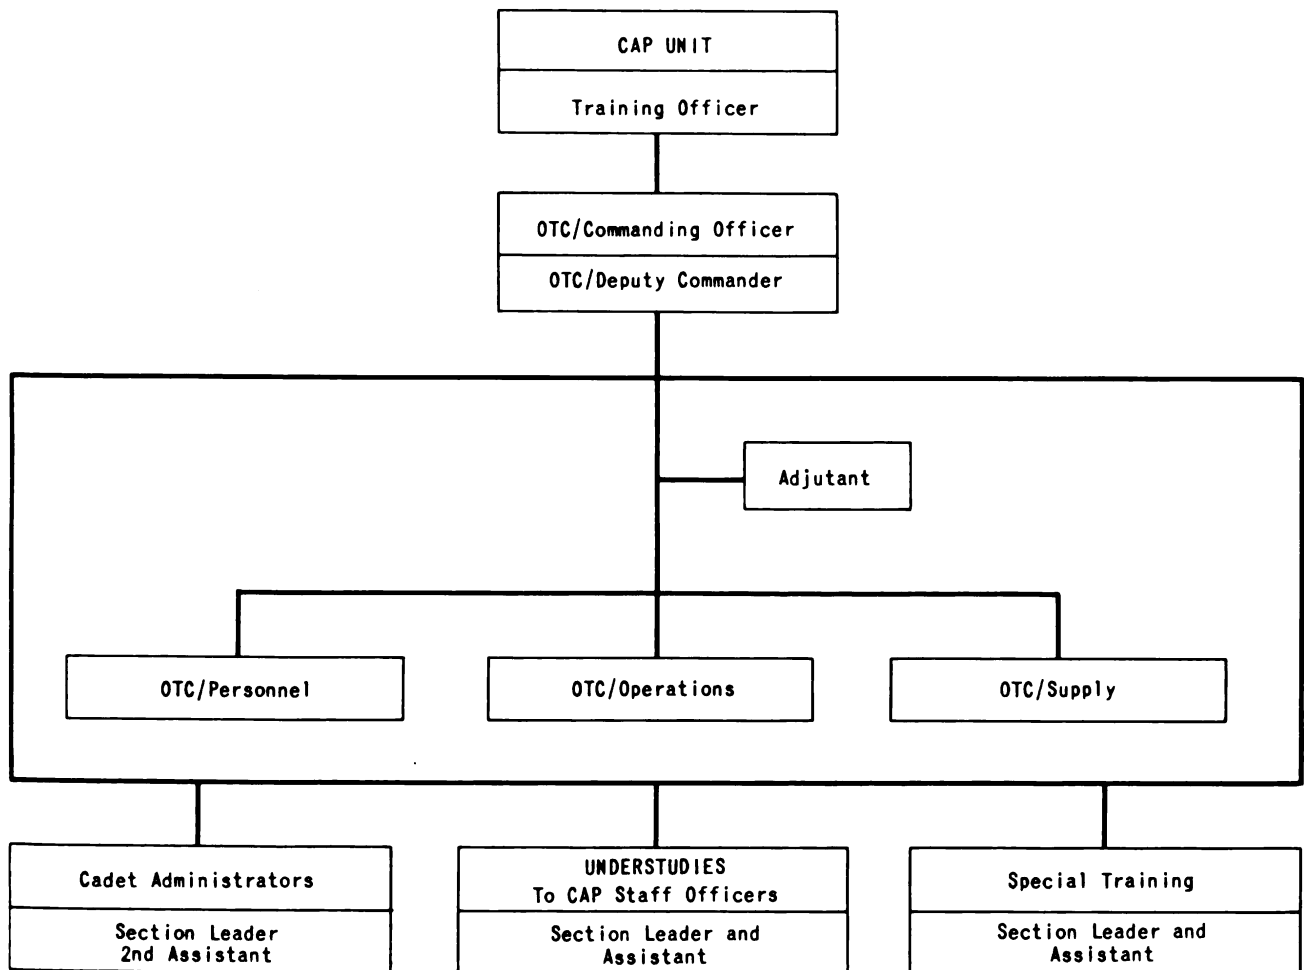 CAP UNIT
Training Officer
OTC/Commanding Officer
OTC/Deputy Commander
Adjutant
OTC/Personnel
OTC/Operations
OTC/Supply
Cadet Administrators
Section Leader
2nd Assistant
UNDERSTUDIES
To CAP Staff Officers
Section Leader and
Assistant
Special Training
Section Leader and
Assistant